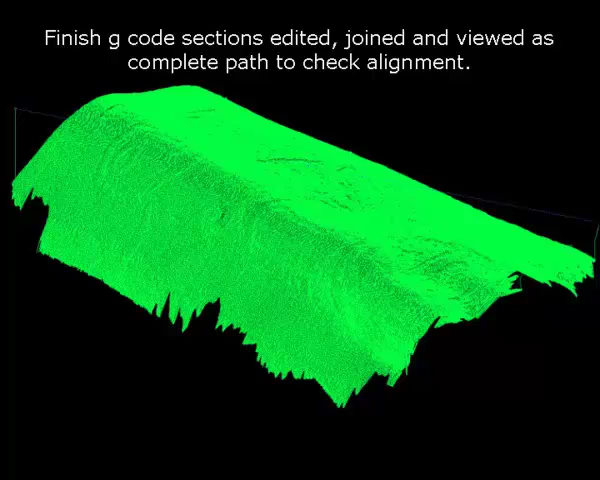 Finish g code sections edited, joined and viewed as
complete path to check alignment.